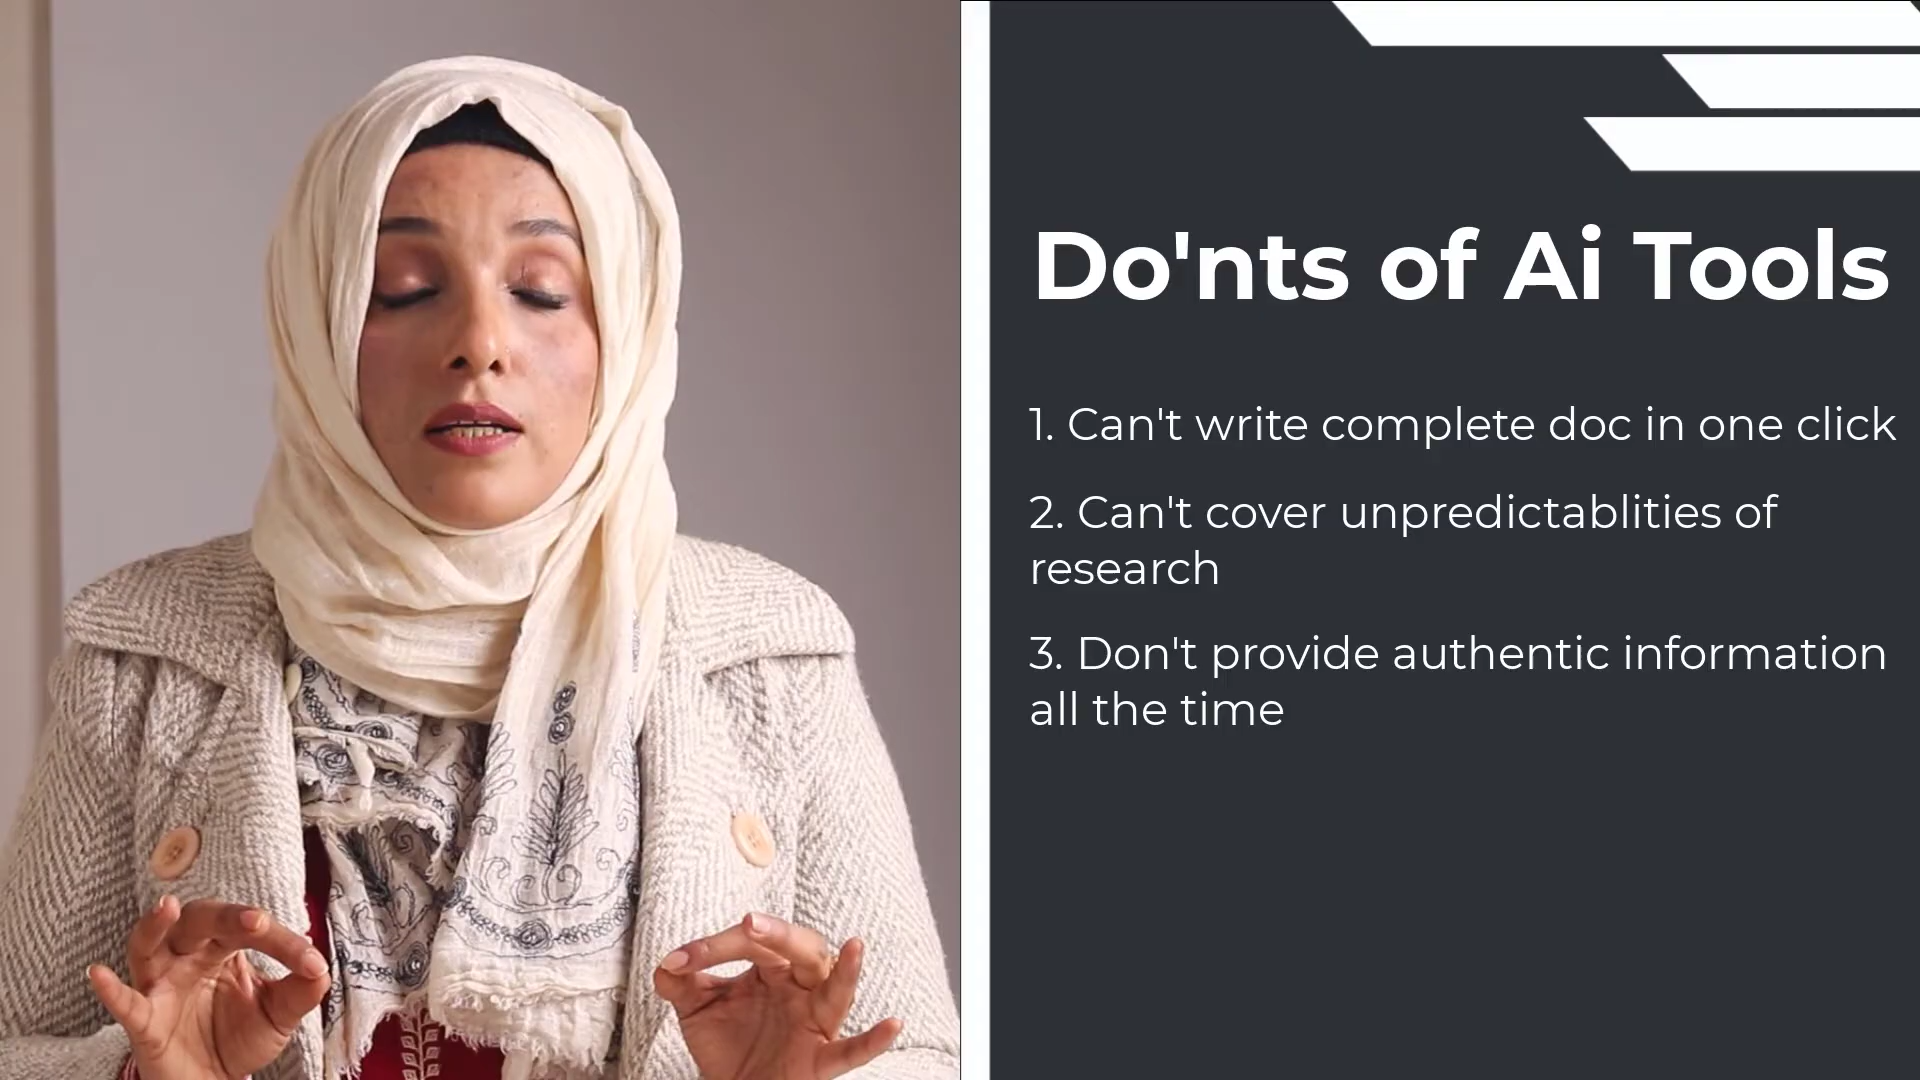 Do'nts of Ai Tools
1. Can't write complete doc in one click
2. Can't cover unpredictablities of
research
3. Don't provide authentic information
all the time